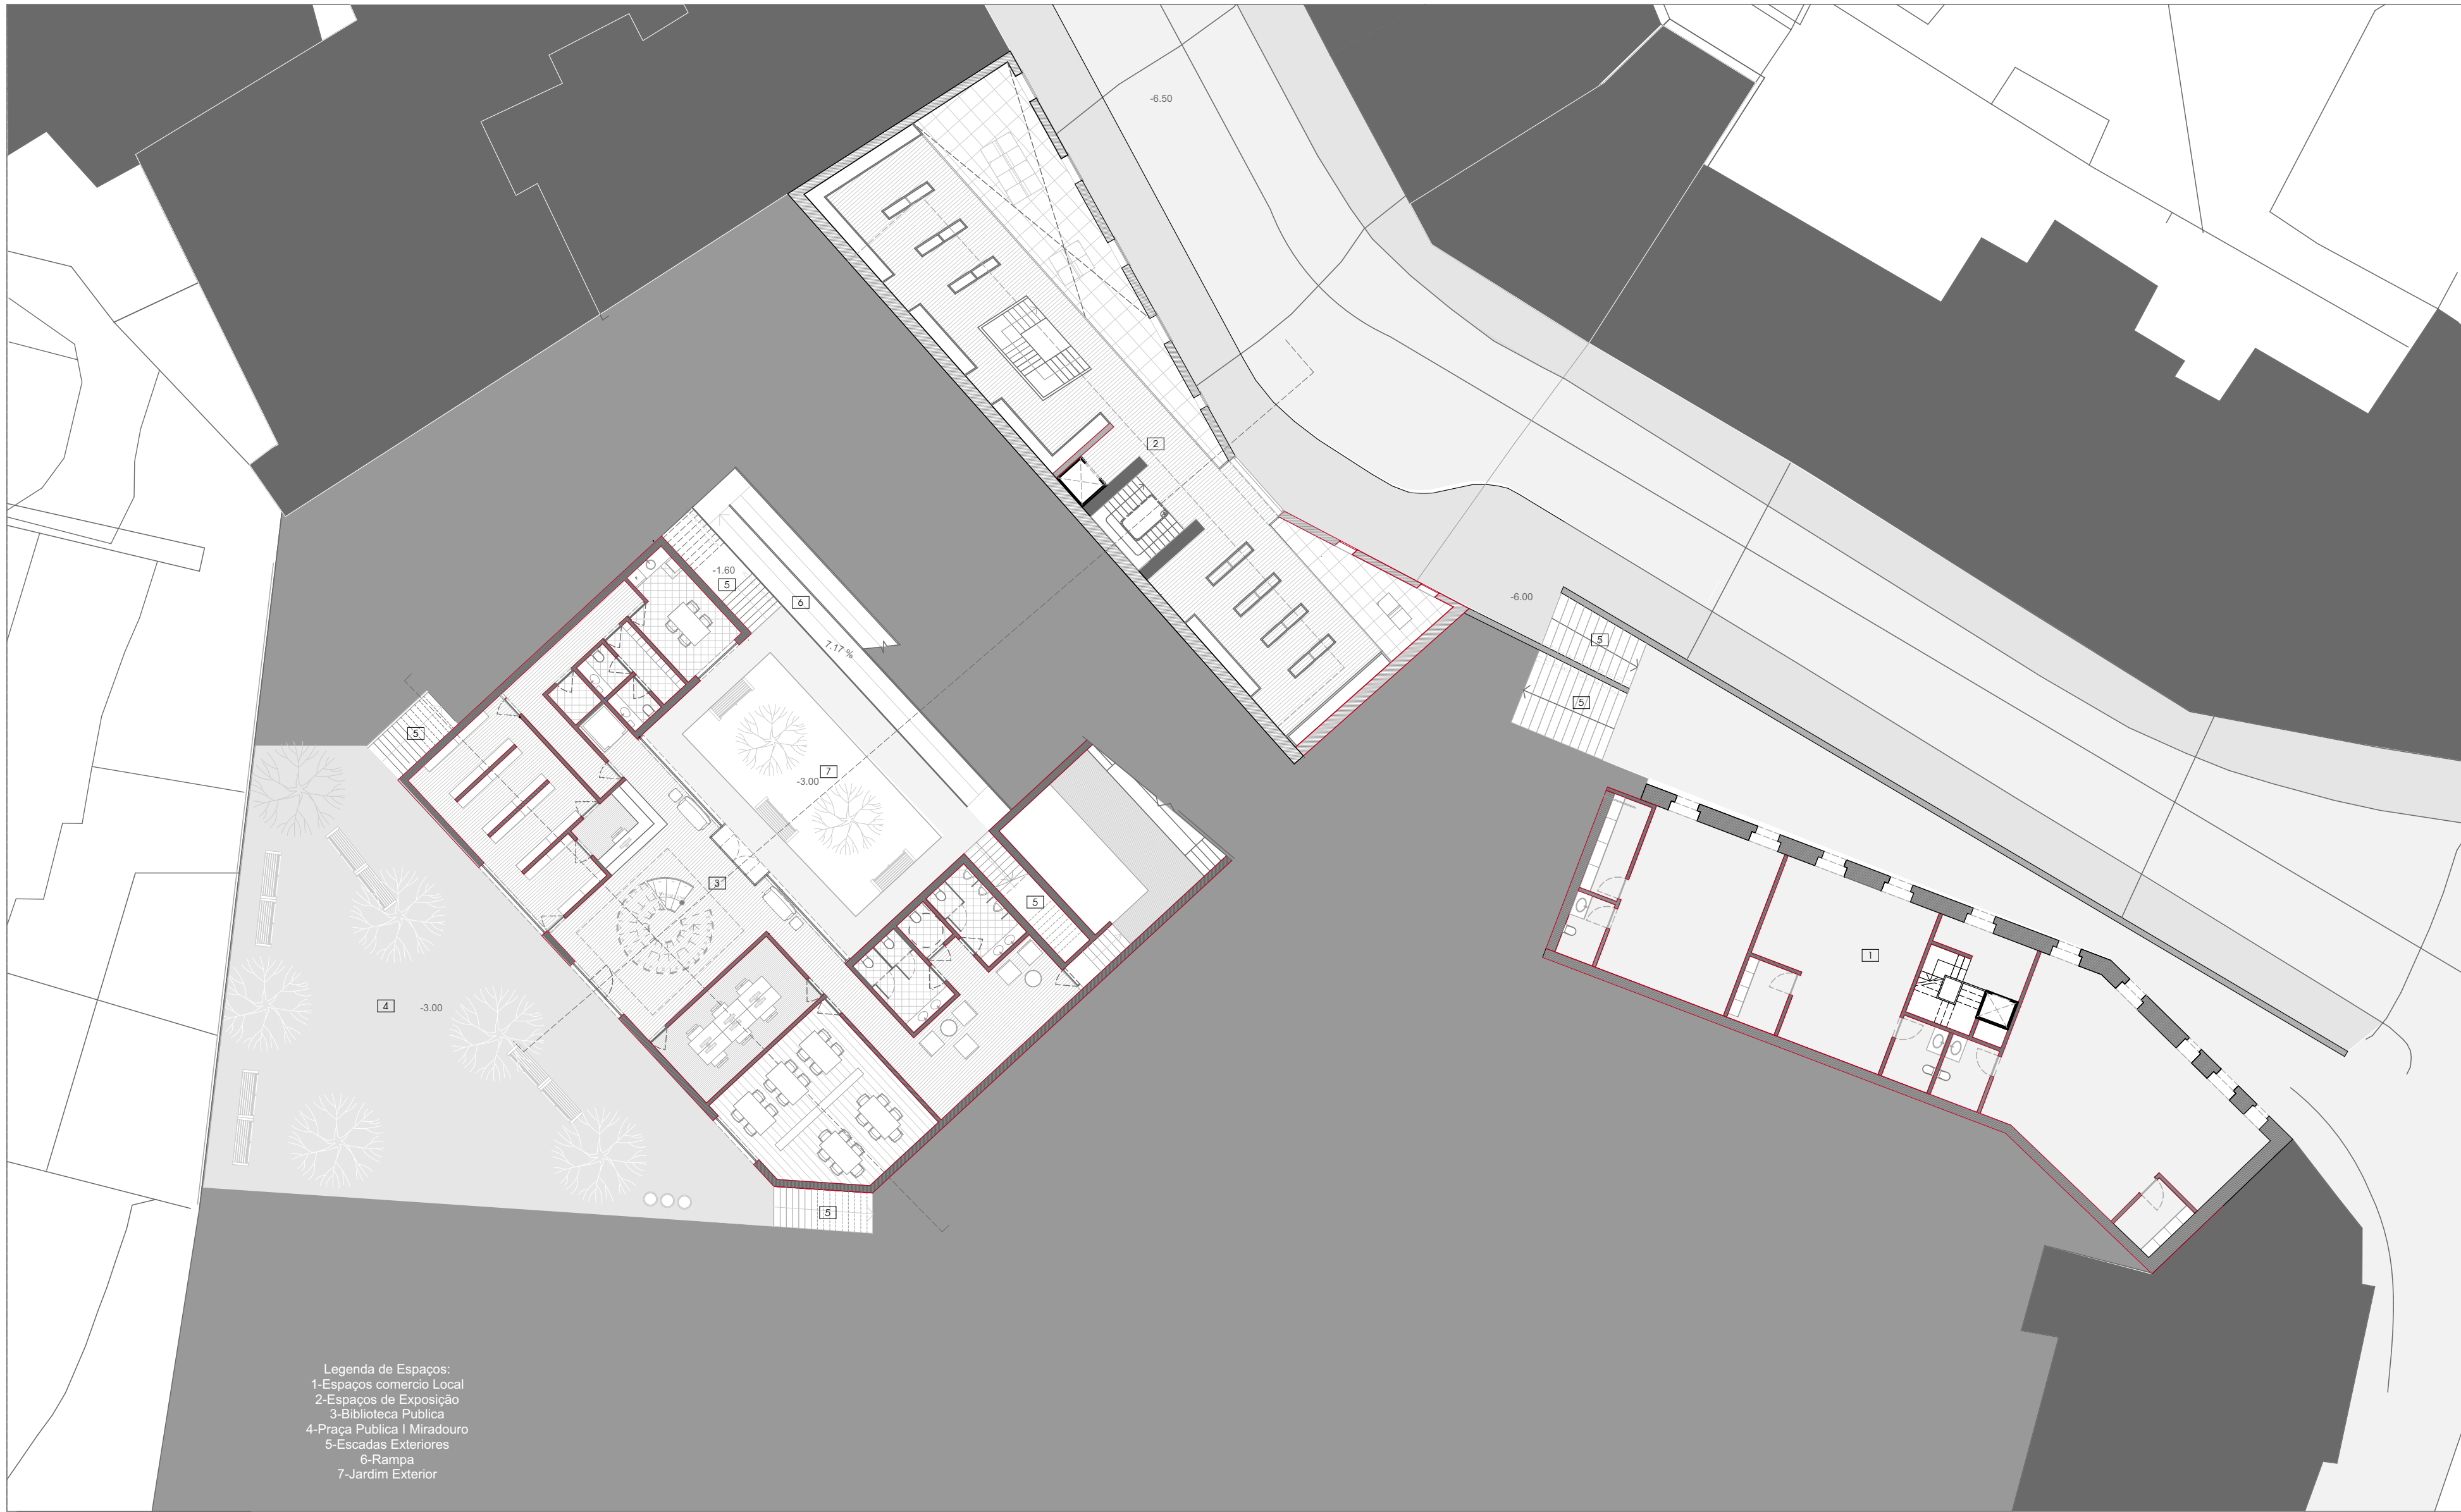 -6.50
2
-1.60
5
6
-6.00
5
7.17 %
5
5
7
-3.00
3
5
1
4
-3.00
5
Legenda de Espaços:
1-Espaços comercio Local
2-Espaços de Exposição
3-Biblioteca Publica
4-Praça Publica I Miradouro
5-Escadas Exteriores
6-Rampa
7-Jardim Exterior